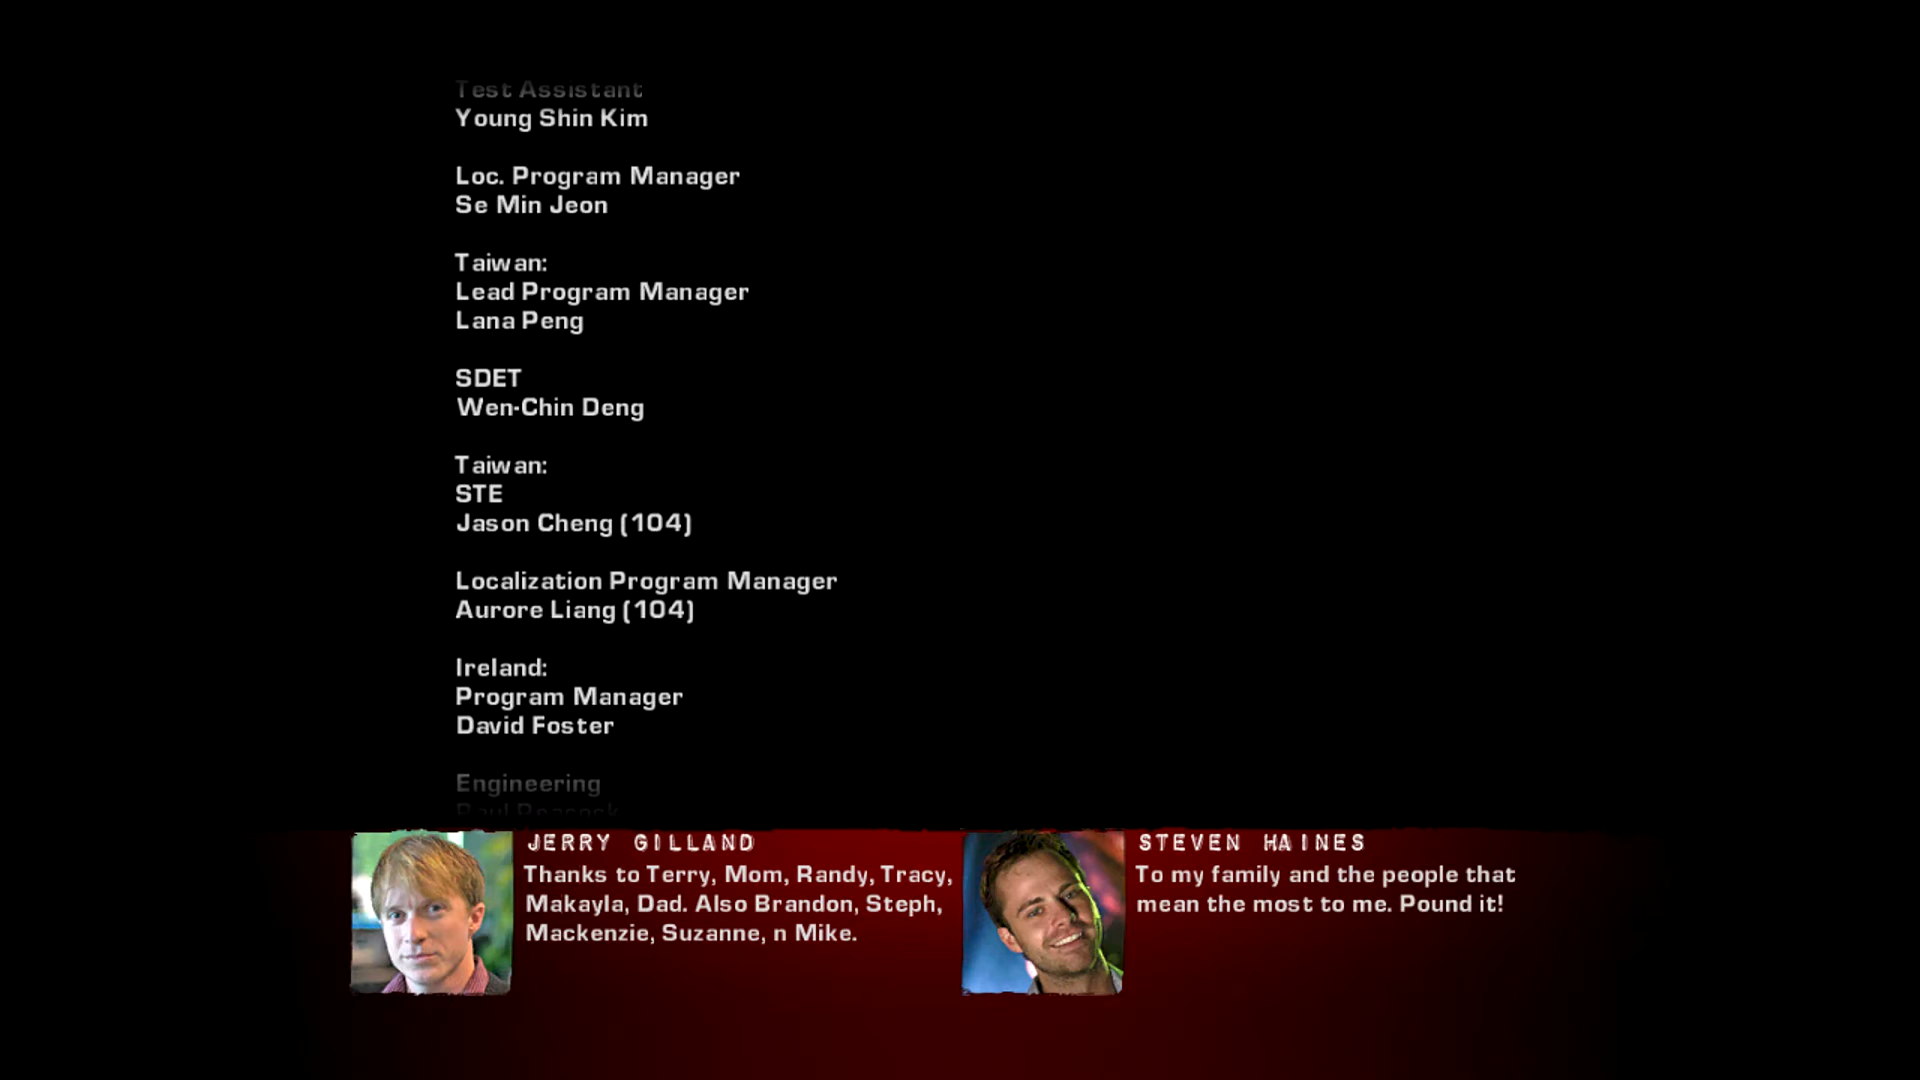 Test Assistant
Young Shin Kim
Loc. Program Manager
Se Min Jeon
Taiwan:
Lead Program Manager
Lana Peng
SDET
Wen-Chin Deng
Taiwan:
STE
Jason Cheng (104)
Localization Program Manager
Aurore Liang (104)
Ireland:
Program Manager
David Foster
Engineering
Paul Peacock
JERRY GILLAND
Thanks to Terry, Mom, Randy, Tracy,
Makayla, Dad. Also Brandon, Steph,
Mackenzie, Suzanne, n Mike.
STEVEN HAINES
To my family and the people that
mean the most to me. Pound it!